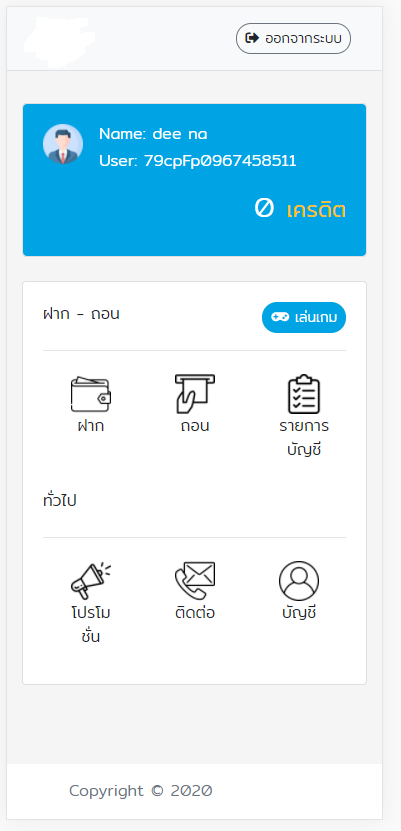 ออกจากระบบ
Name: dee na
User: 79cpFp0967458511
0 เครดิต
ฝาก - ถอน
เล่นเกม
ฝาก
ถอน
รายการ
บัญชี
ทั่วไป
โปรโม
ชั่น
ติดต่อ
บัญชี
Copyright © 2020